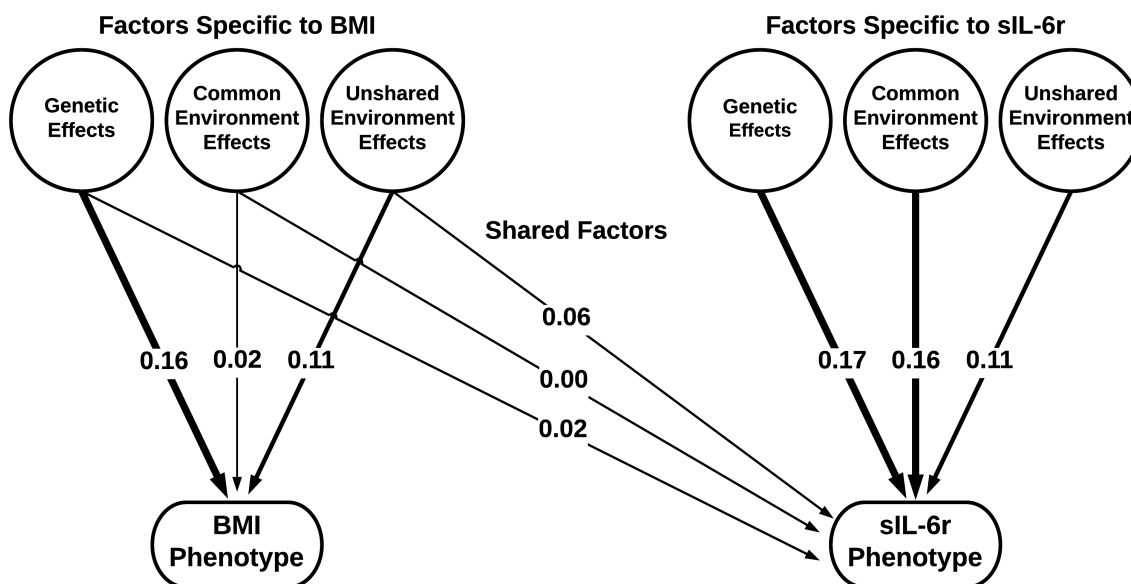 Factors Specific to BMI
Factors Specific to sIL-6r
Genetic
Effects
Common
Environment
Effects
Unshared
Environment
Effects
Genetic
Effects
Common
Environment
Effects
Unshared
Environment
Effects
Shared Factors
0.06
0.16
0.02
0.11
0.00
0.02
0.17
0.16
0.11
BMI
Phenotype
sIL-6r
Phenotype